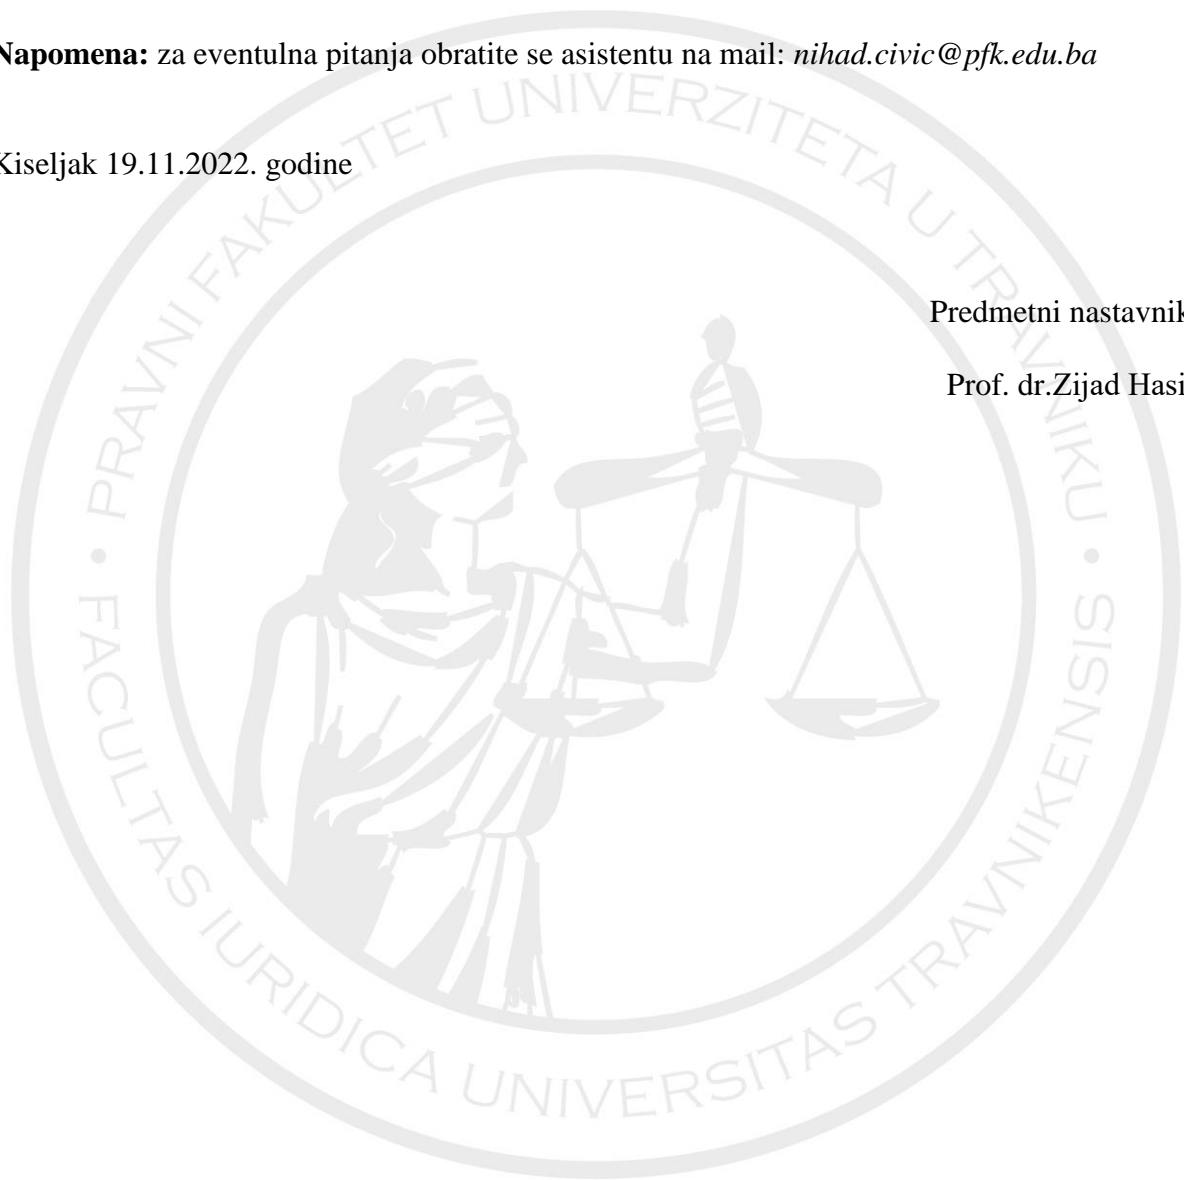 Napomena: za eventulna pitanja obratite se asistentu na mail: nihad.civic@pfk.edu.ba
Kiseljak 19.11.2022. godine
Predmetni nastavnik
Prof. dr.Zijad Hasi
PRAVNI FAKULTET UNIVERZITETA U TRAVNIKU
FACULTAS IURIDICA UNIVERSITAS TRAVNIKENSIS